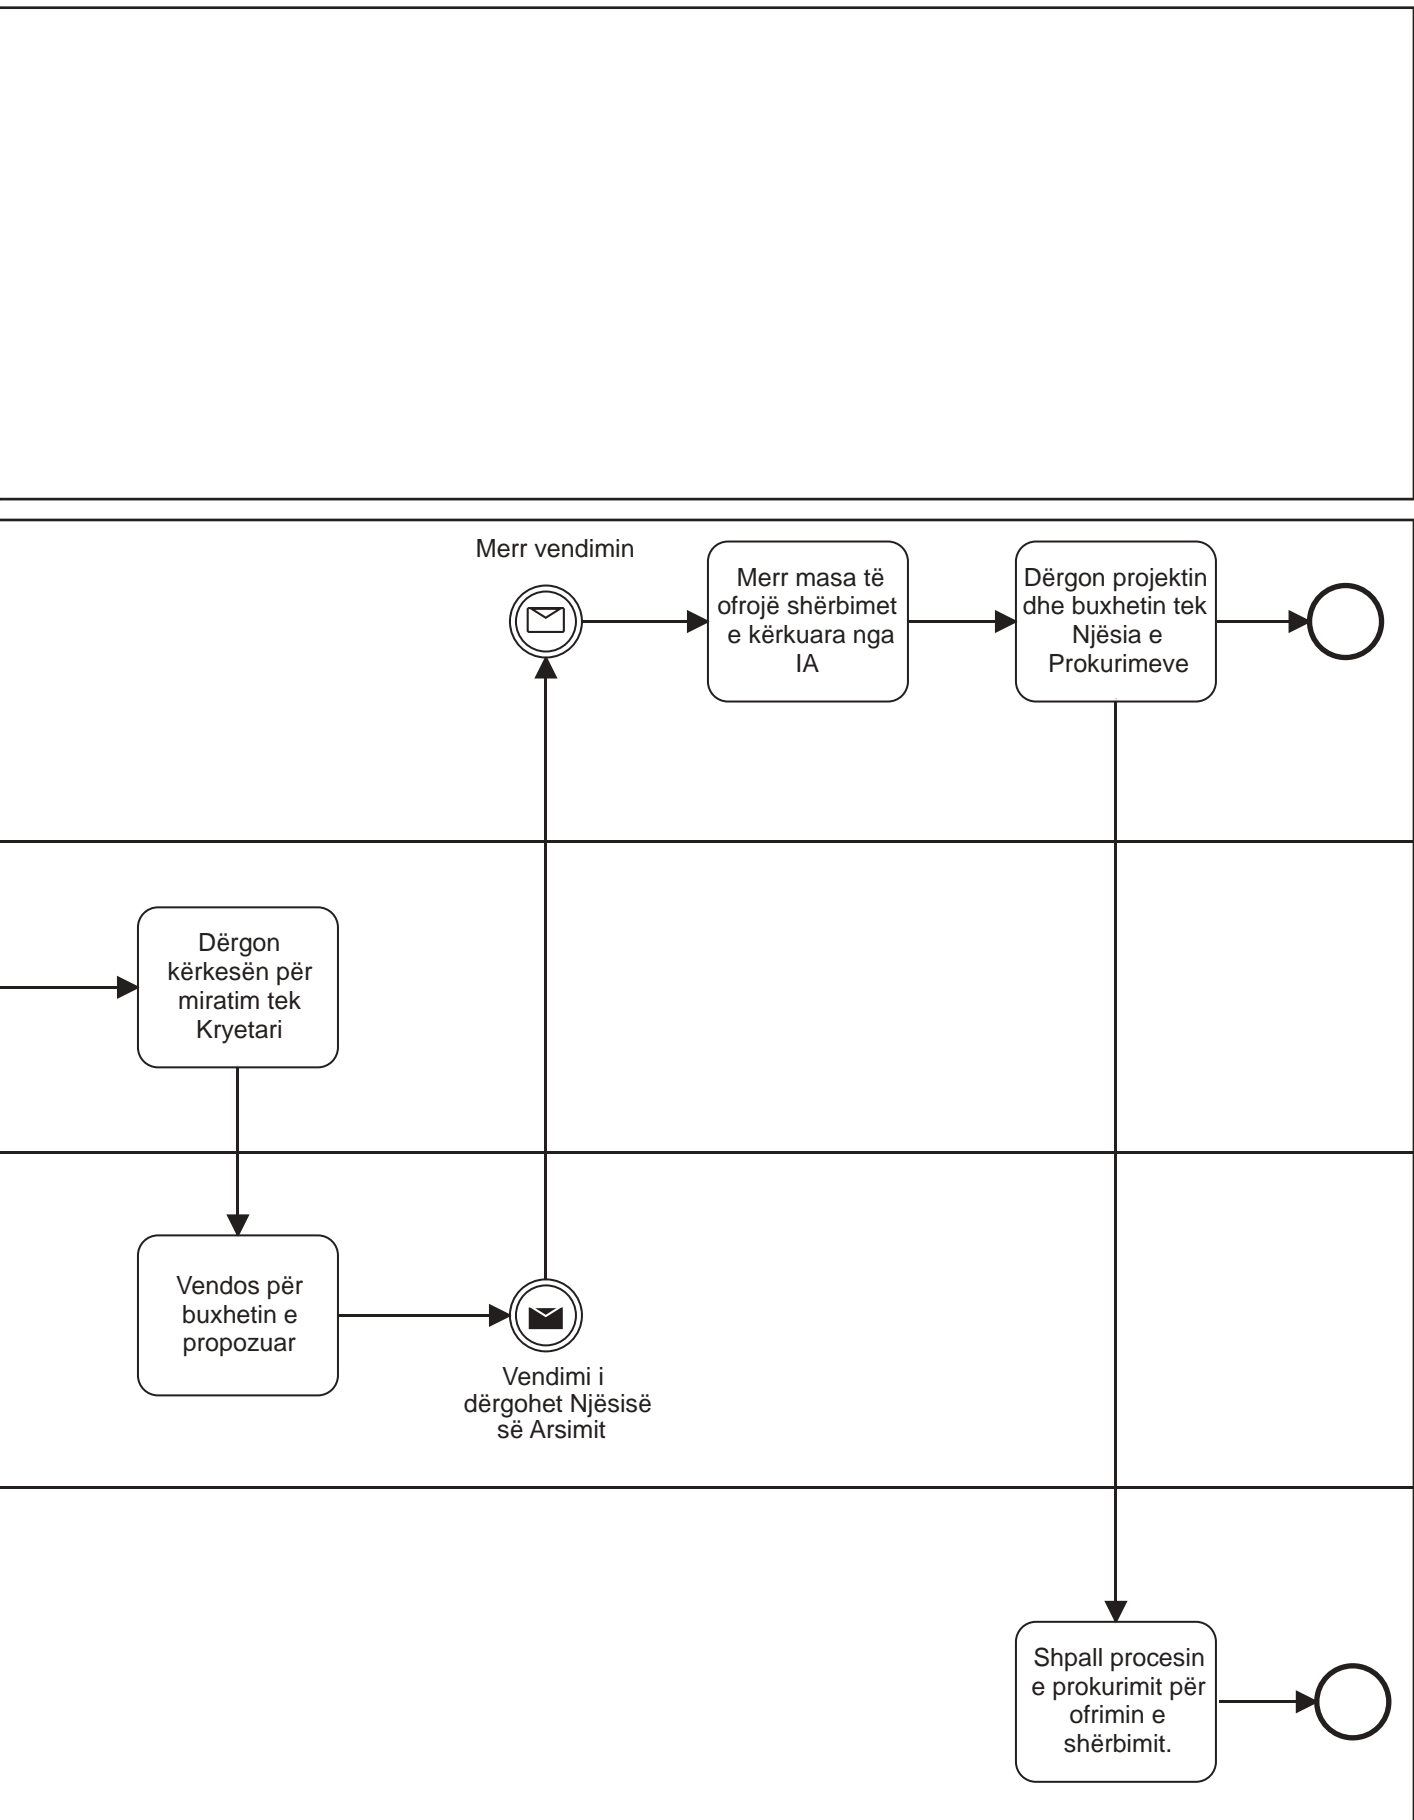 Merr vendimin
Merr masa të
ofrojë shërbimet
e kërkuara nga
IA
Dërgon projektin
dhe buxhetin tek
Njësia e
Prokurimeve
Dërgon
kërkesën për
miratim tek
Kryetari
Vendos për
buxhetin e
propozuar
Vendimi i
dërgohet Njësisë
së Arsimit
Shpall procesin
e prokurimit për
ofrimin e
shërbimit.